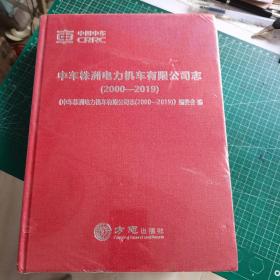 中国中车
CRRC
中车株洲电力机车有限公司志
(2000—2019)
《中车株洲电力机车有限公司志(2000—2019)》编委会 编
方志出版社